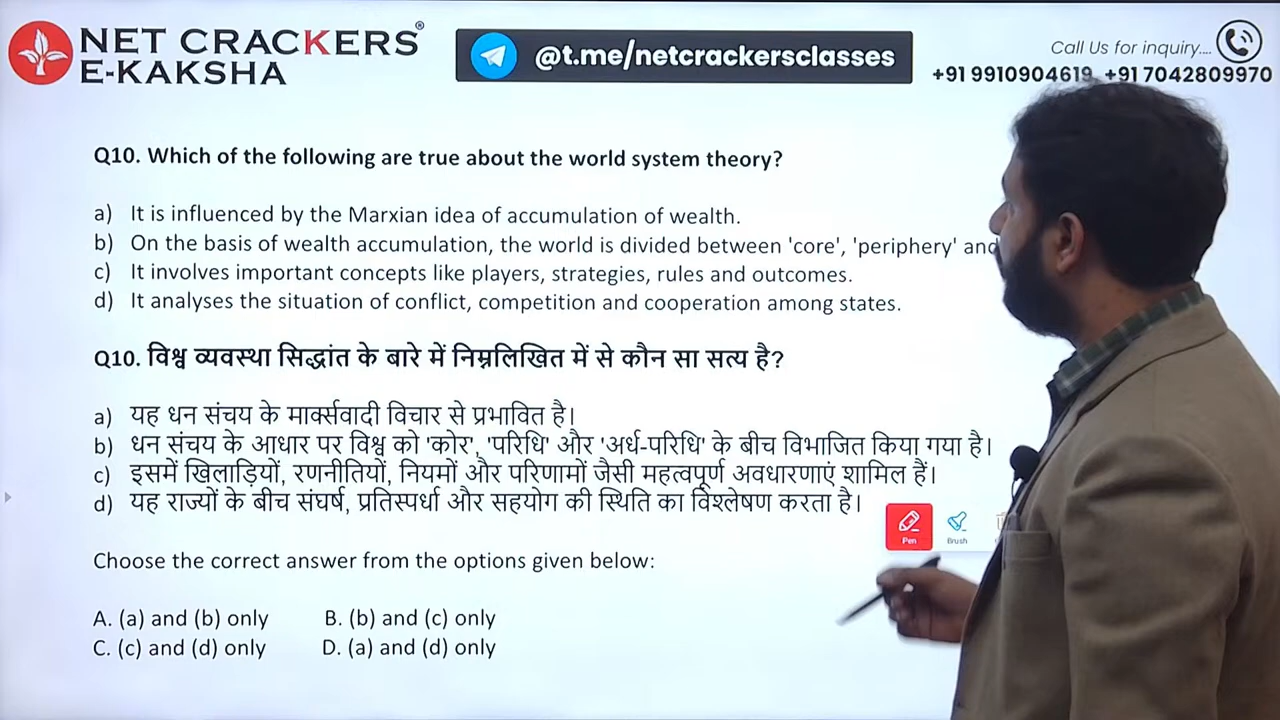 NET CRACKERS®
E-KAKSHA
@t.me/netcrackersclasses
Call Us for inquiry....
+91 9910904619, +91 7042809970
Q10. Which of the following are true about the world system theory?
a) It is influenced by the Marxian idea of accumulation of wealth.
b) On the basis of wealth accumulation, the world is divided between 'core', 'periphery' and
c) It involves important concepts like players, strategies, rules and outcomes.
d) It analyses the situation of conflict, competition and cooperation among states.
Q10. विश्व व्यवस्था सिद्धांत के बारे में निम्नलिखित में से कौन सा सत्य है?
a) यह धन संचय के मार्क्सवादी विचार से प्रभावित है।
b) धन संचय के आधार पर विश्व को 'कोर', 'परिधि' और 'अर्ध-परिधि' के बीच विभाजित किया गया है।
c) इसमें खिलाड़ियों, रणनीतियों, नियमों और परिणामों जैसी महत्वपूर्ण अवधारणाएं शामिल हैं।
d) यह राज्यों के बीच संघर्ष, प्रतिस्पर्धा और सहयोग की स्थिति का विश्लेषण करता है।
Pen Brush
Choose the correct answer from the options given below:
A. (a) and (b) only B. (b) and (c) only
C. (c) and (d) only D. (a) and (d) only